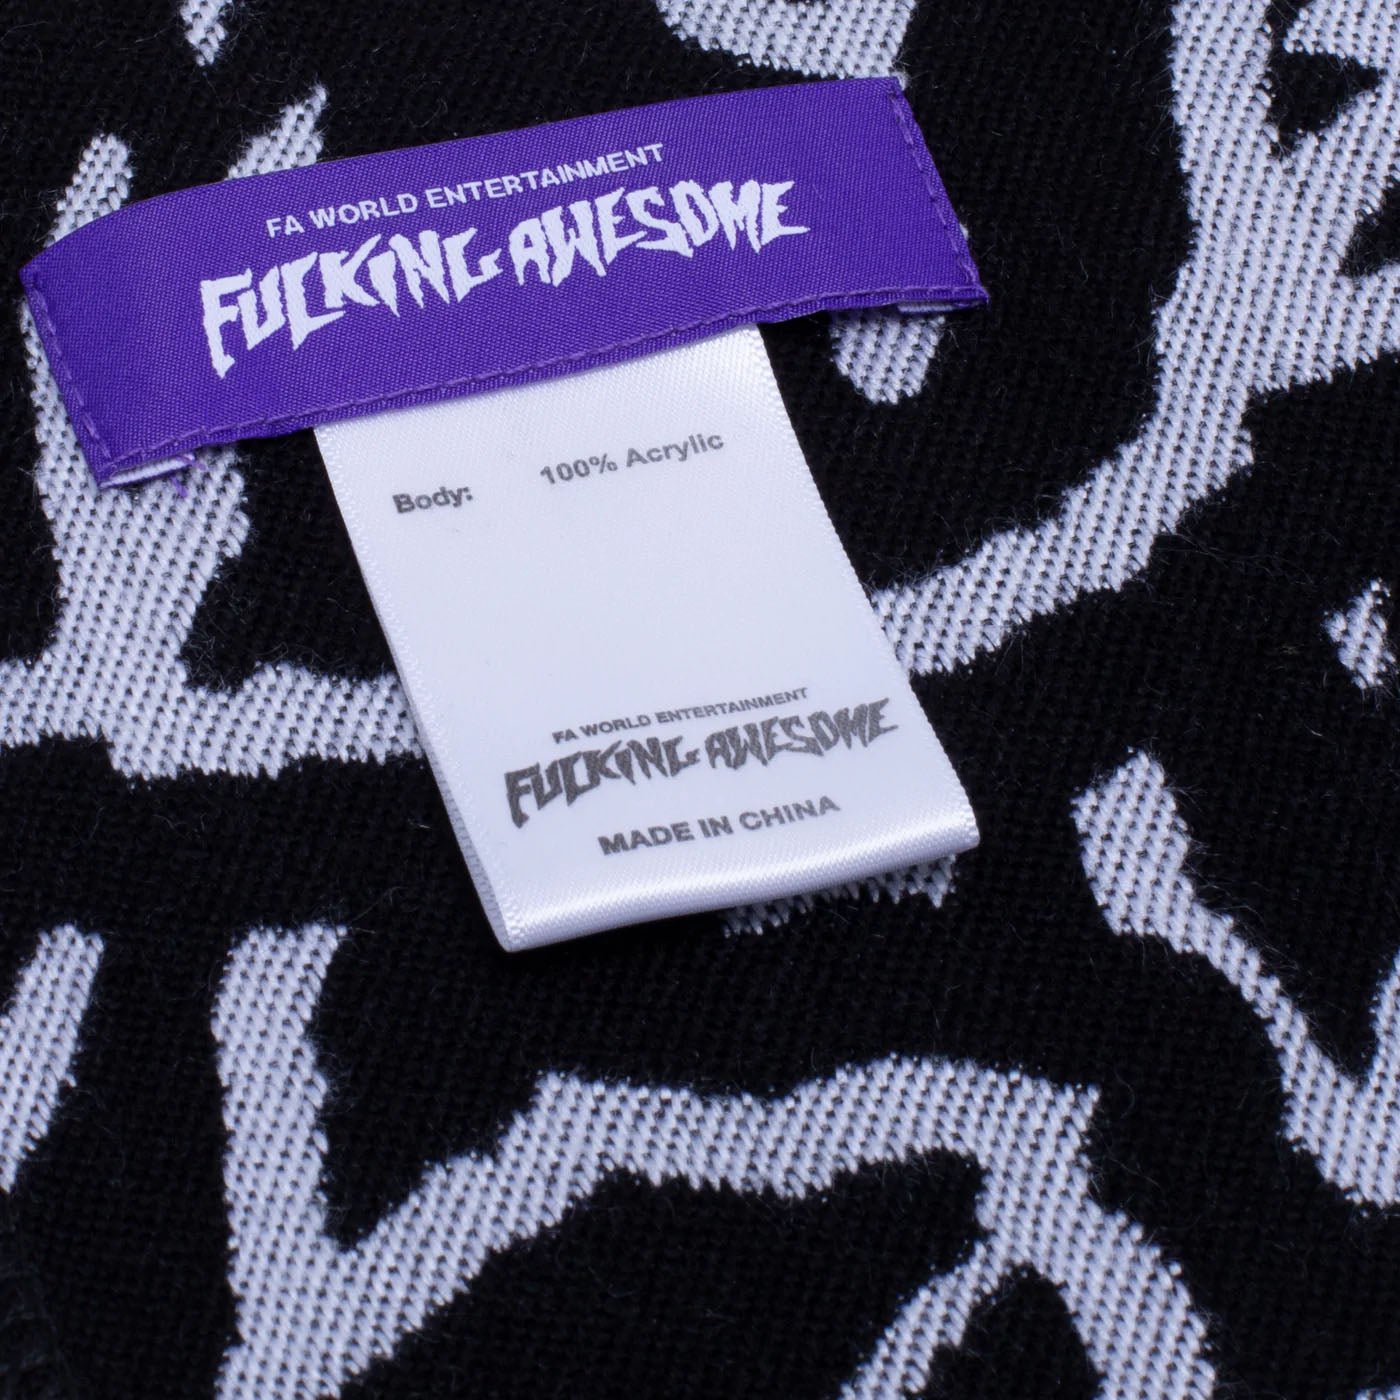 FA WORLD ENTERTAINMENT
FUCKING AWESOME
100% Acrylic
Body:
FA WORLD ENTERTAINMENT
FUCKING AWESOME
MADE IN CHINA